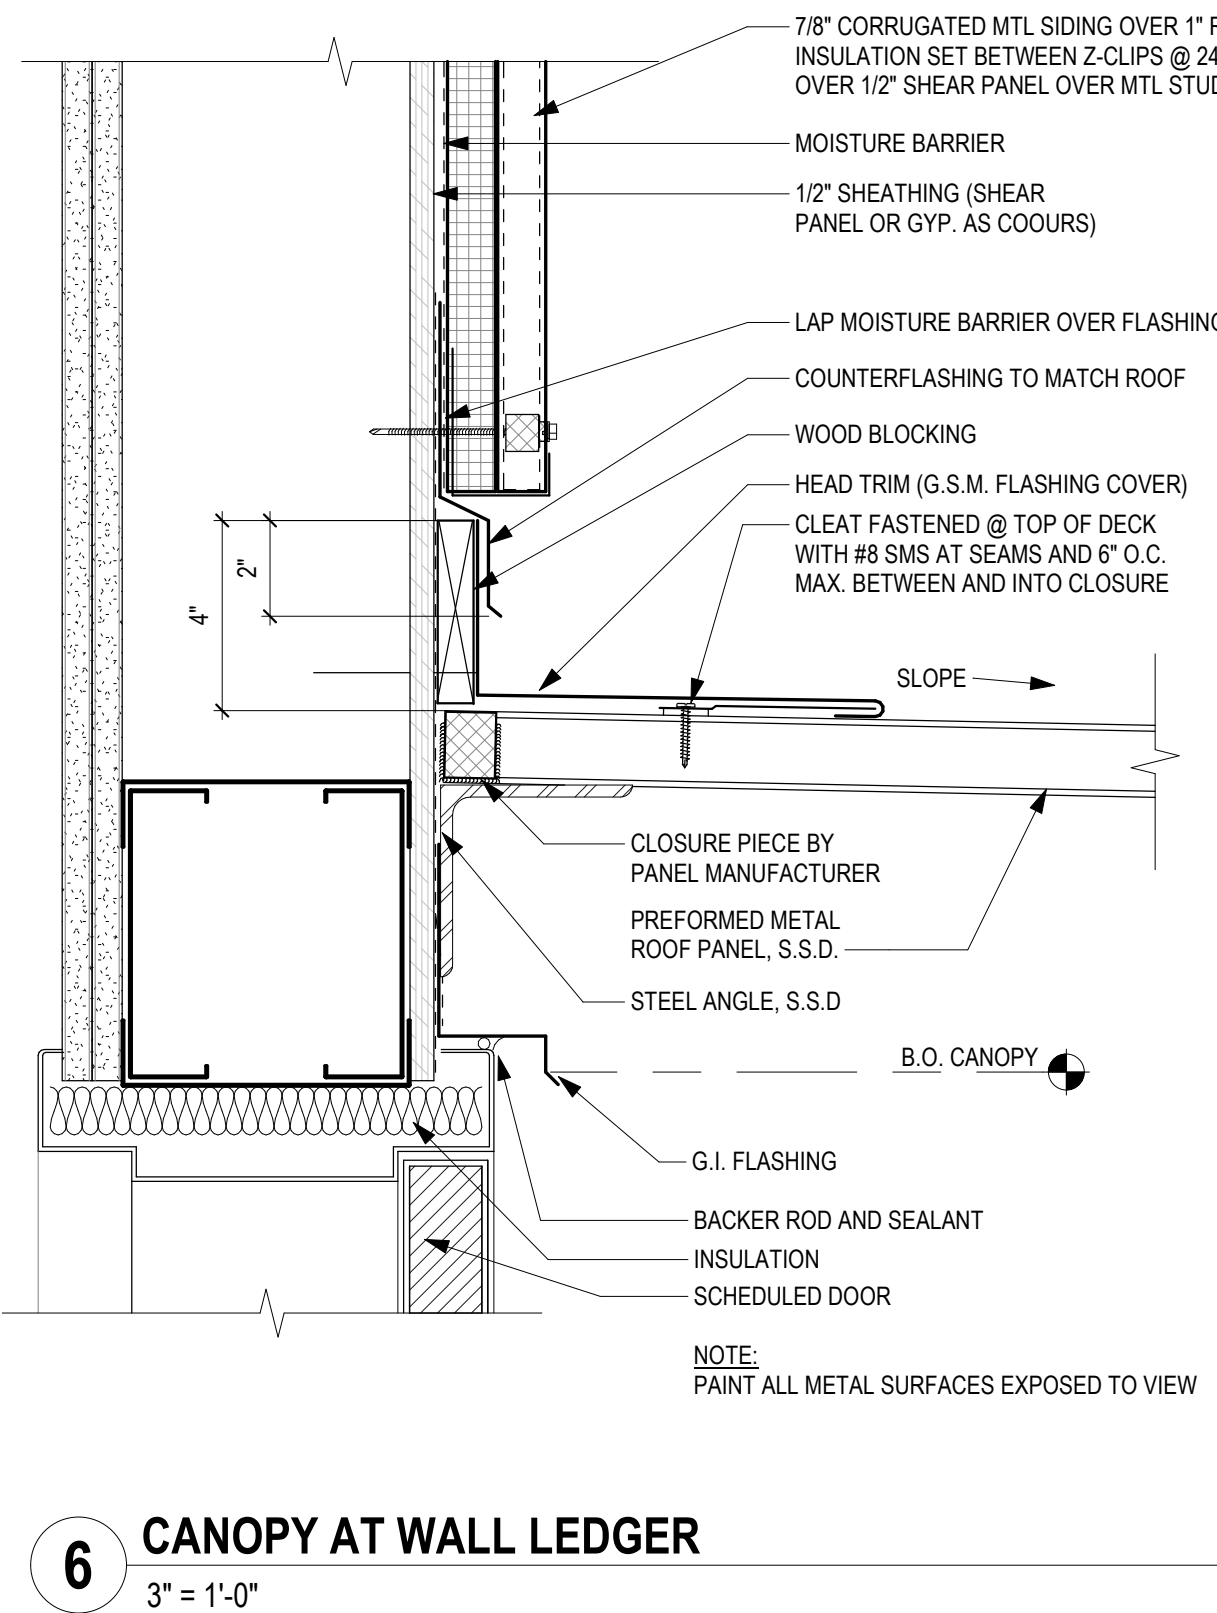 7/8" CORRUGATED MTL SIDING OVER 1"
INSULATION SET BETWEEN Z-CLIPS @ 24
OVER 1/2" SHEAR PANEL OVER MTL STUD
MOISTURE BARRIER
1/2" SHEATHING (SHEAR
PANEL OR GYP. AS COOURS)
LAP MOISTURE BARRIER OVER FLASHING
COUNTERFLASHING TO MATCH ROOF
WOOD BLOCKING
HEAD TRIM (G.S.M. FLASHING COVER)
CLEAT FASTENED @ TOP OF DECK
WITH #8 SMS AT SEAMS AND 6" O.C.
MAX. BETWEEN AND INTO CLOSURE
2"
4"
SLOPE
CLOSURE PIECE BY
PANEL MANUFACTURER
PREFORMED METAL
ROOF PANEL, S.S.D.
STEEL ANGLE, S.S.D
B.O. CANOPY
G.I. FLASHING
BACKER ROD AND SEALANT
INSULATION
SCHEDULED DOOR
NOTE:
PAINT ALL METAL SURFACES EXPOSED TO VIEW
6
CANOPY AT WALL LEDGER
3" = 1'-0"